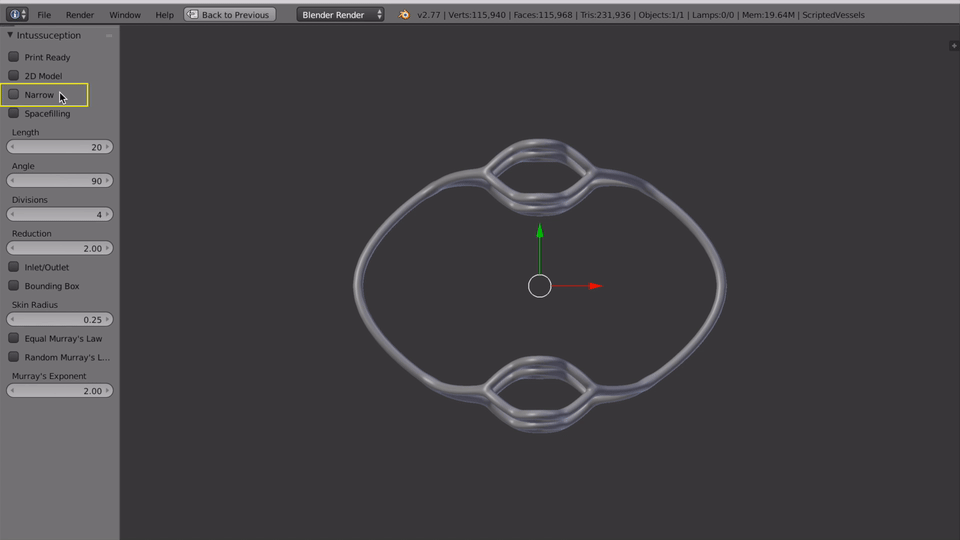 File Render Window Help Back to Previous Blender Render v2.77 | Verts:115,940 | Faces:115,968 | Tris:231,936 | Objects:1/1 | Lamps:0/0 | Mem:19.64M | ScriptedVessels
Intussuception
Print Ready
2D Model
Narrow
Spacefilling
Length
20
Angle
90
Divisions
4
Reduction
2.00
Inlet/Outlet
Bounding Box
Skin Radius
0.25
Equal Murray's Law
Random Murray's L...
Murray's Exponent
2.00